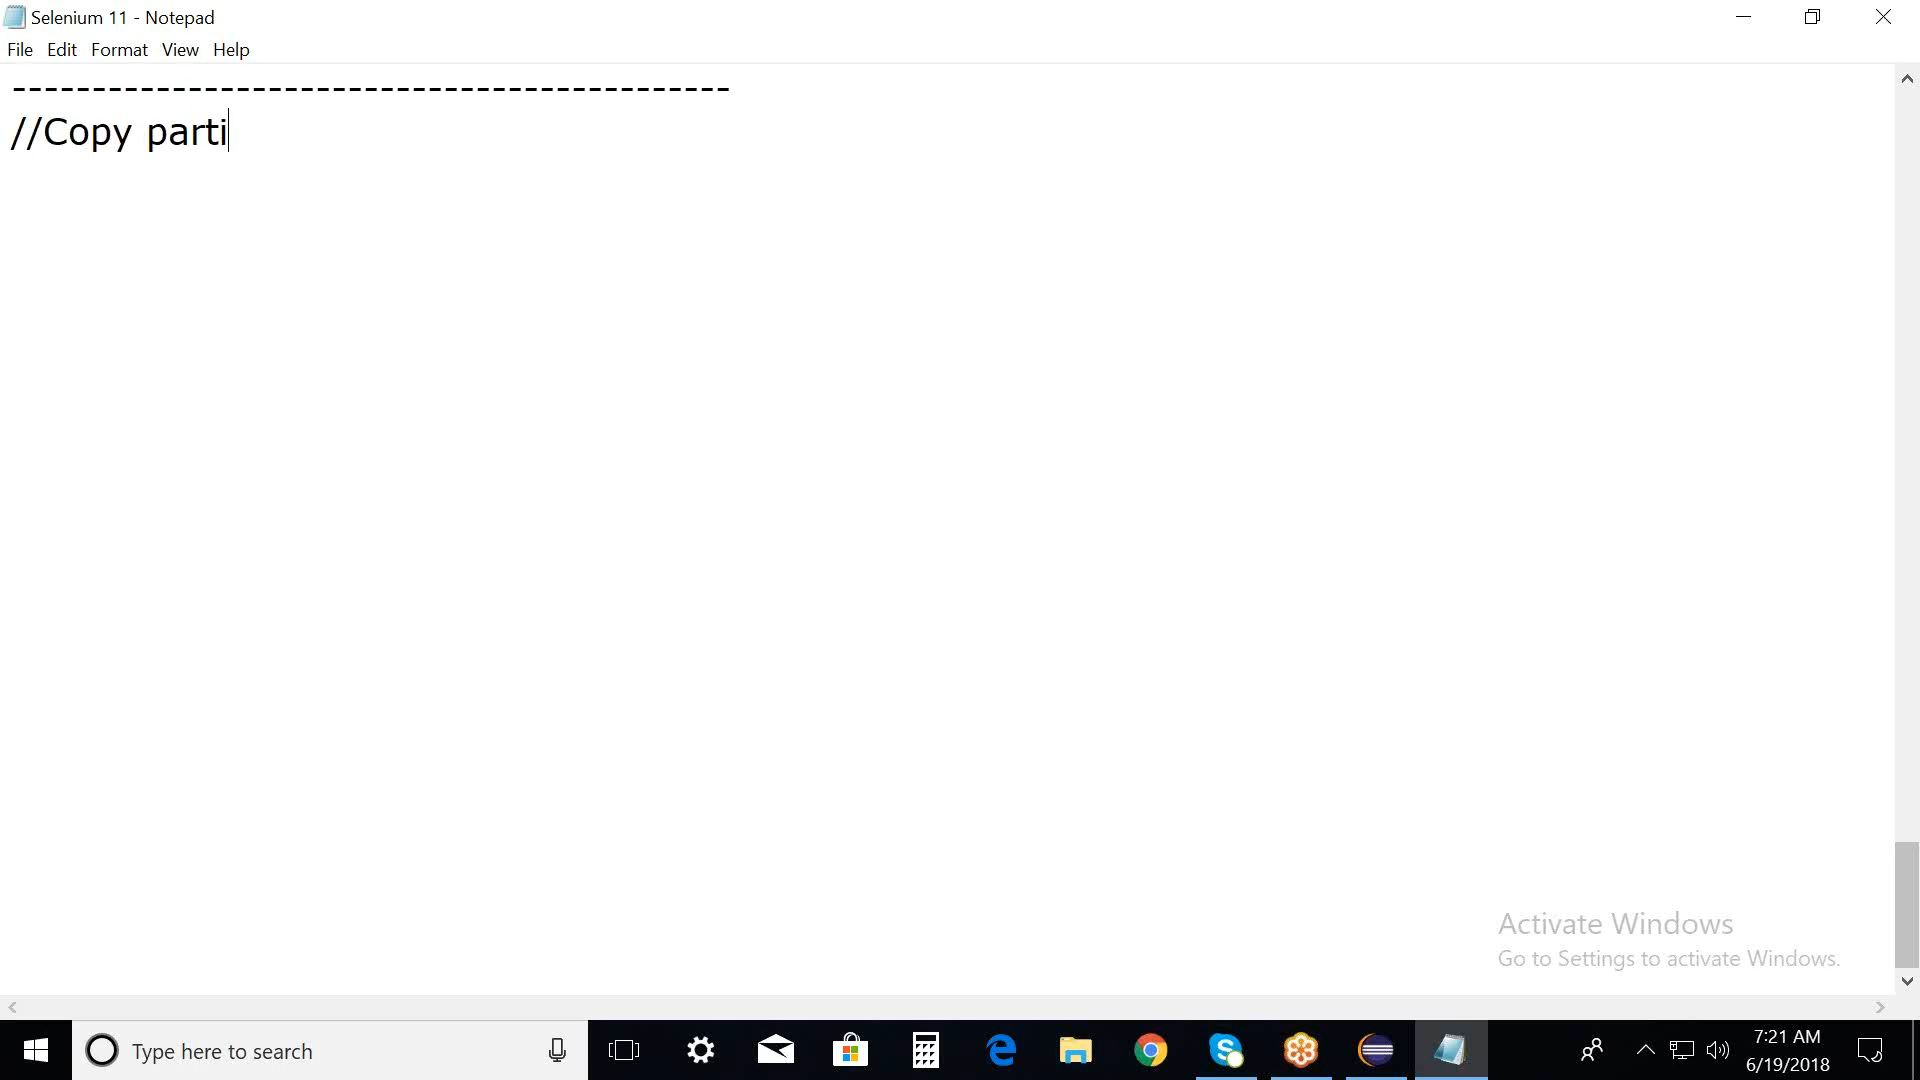 Selenium 11 - Notepad
File Edit Format View Help
---------------------------------------------
//Copy parti
Activate Windows
Go to Settings to activate Windows.
Type here to search
7:21 AM
6/19/2018